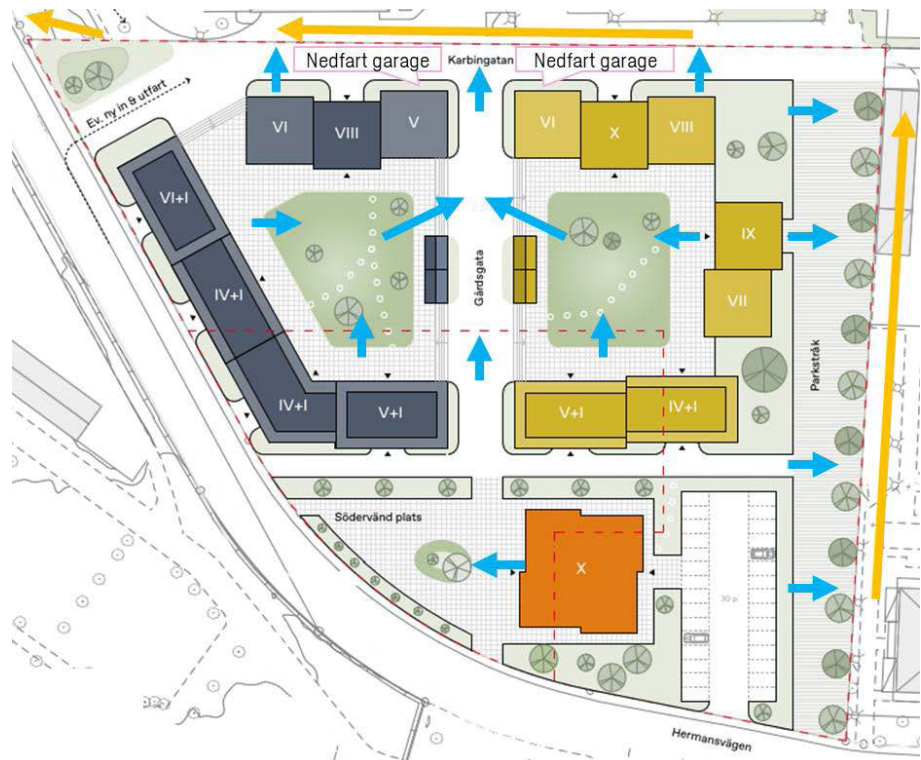 Nedfart garage
Karbingatan
Nedfart garage
Ev. ny in & utfart
VI
VIII
V
VI
X
VIII
VI+I
IX
IV+I
Gårdsgata
VII
Parkstråk
IV+I
V+I
V+I
IV+I
Södervänd plats
X
30 p
Hermansvägen